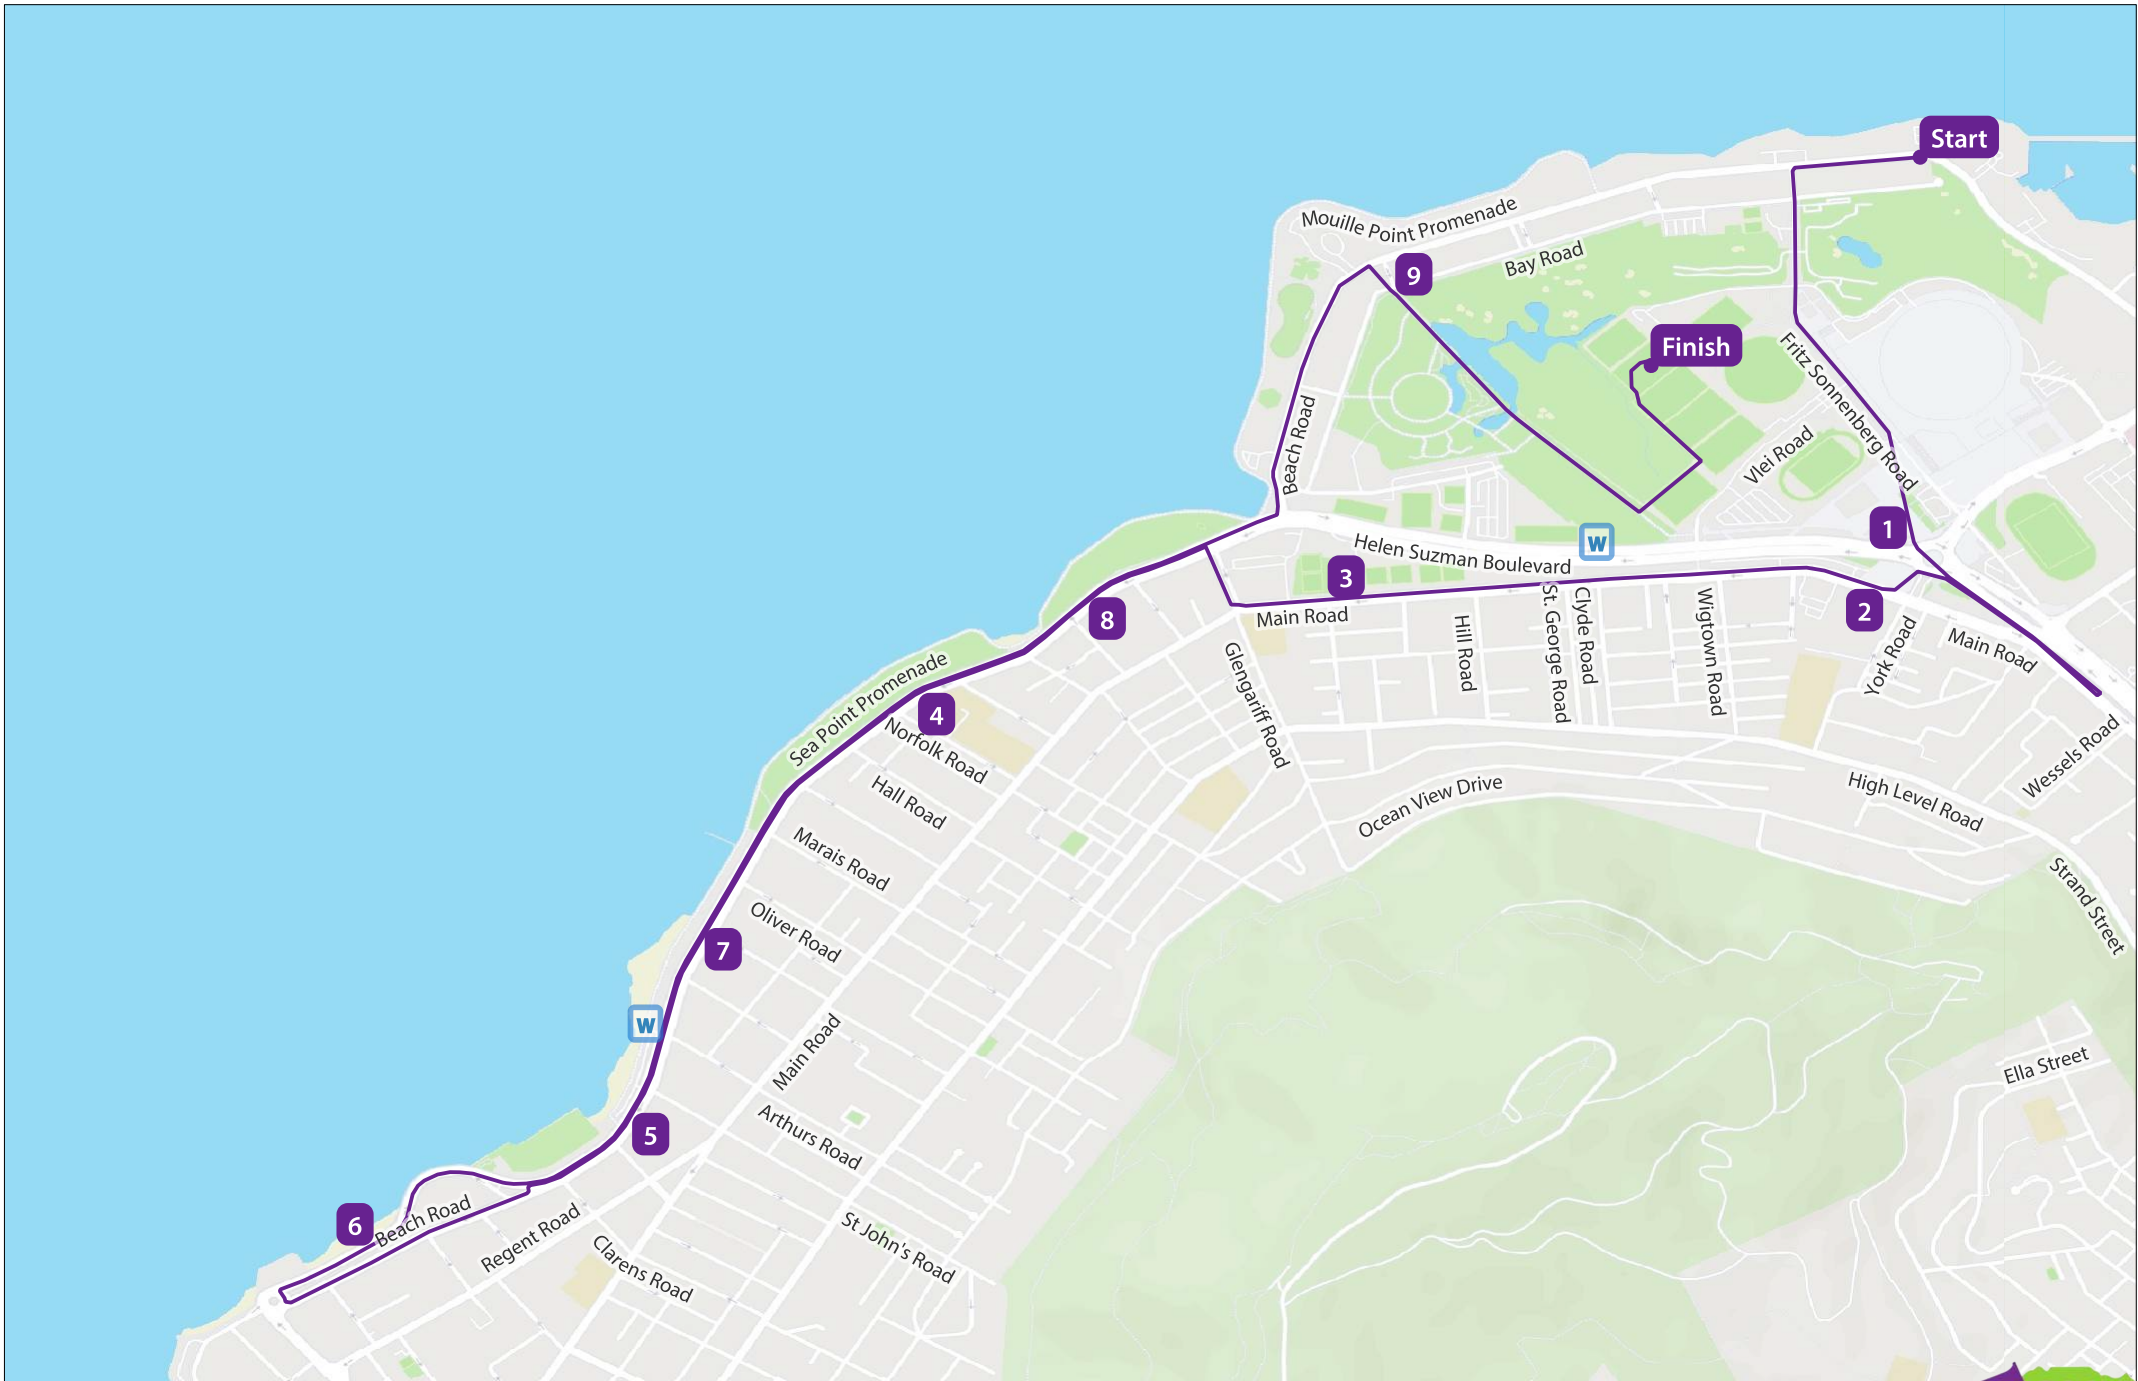 Start
Mouille Point Promenade
9
Bay Road
Finish
Fritz Sonnenberg Road
Beach Road
Vlei Road
1
W
Helen Suzman Boulevard
3
Main Road
2
8
Hill Road
St. George Road
Clyde Road
Wigtown Road
York Road
Main Road
Glengariff Road
Sea Point Promenade
4
Norfolk Road
Wessels Road
Hall Road
Ocean View Drive
High Level Road
Marais Road
Strand Street
Oliver Road
7
W
Main Road
Ella Street
5
Arthurs Road
6
Beach Road
Regent Road
St John's Road
Clarens Road